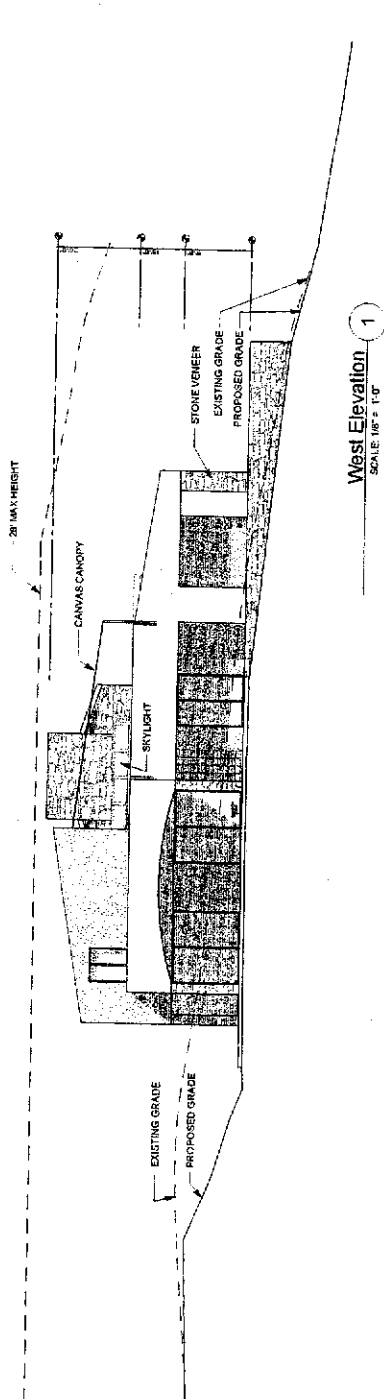 28' MAX HEIGHT
CANVAS CANOPY
SKYLIGHT
STONE VENEER
EXISTING GRADE
PROPOSED GRADE
EXISTING GRADE
PROPOSED GRADE
West Elevation
1
SCALE: 1/8" = 1'-0"